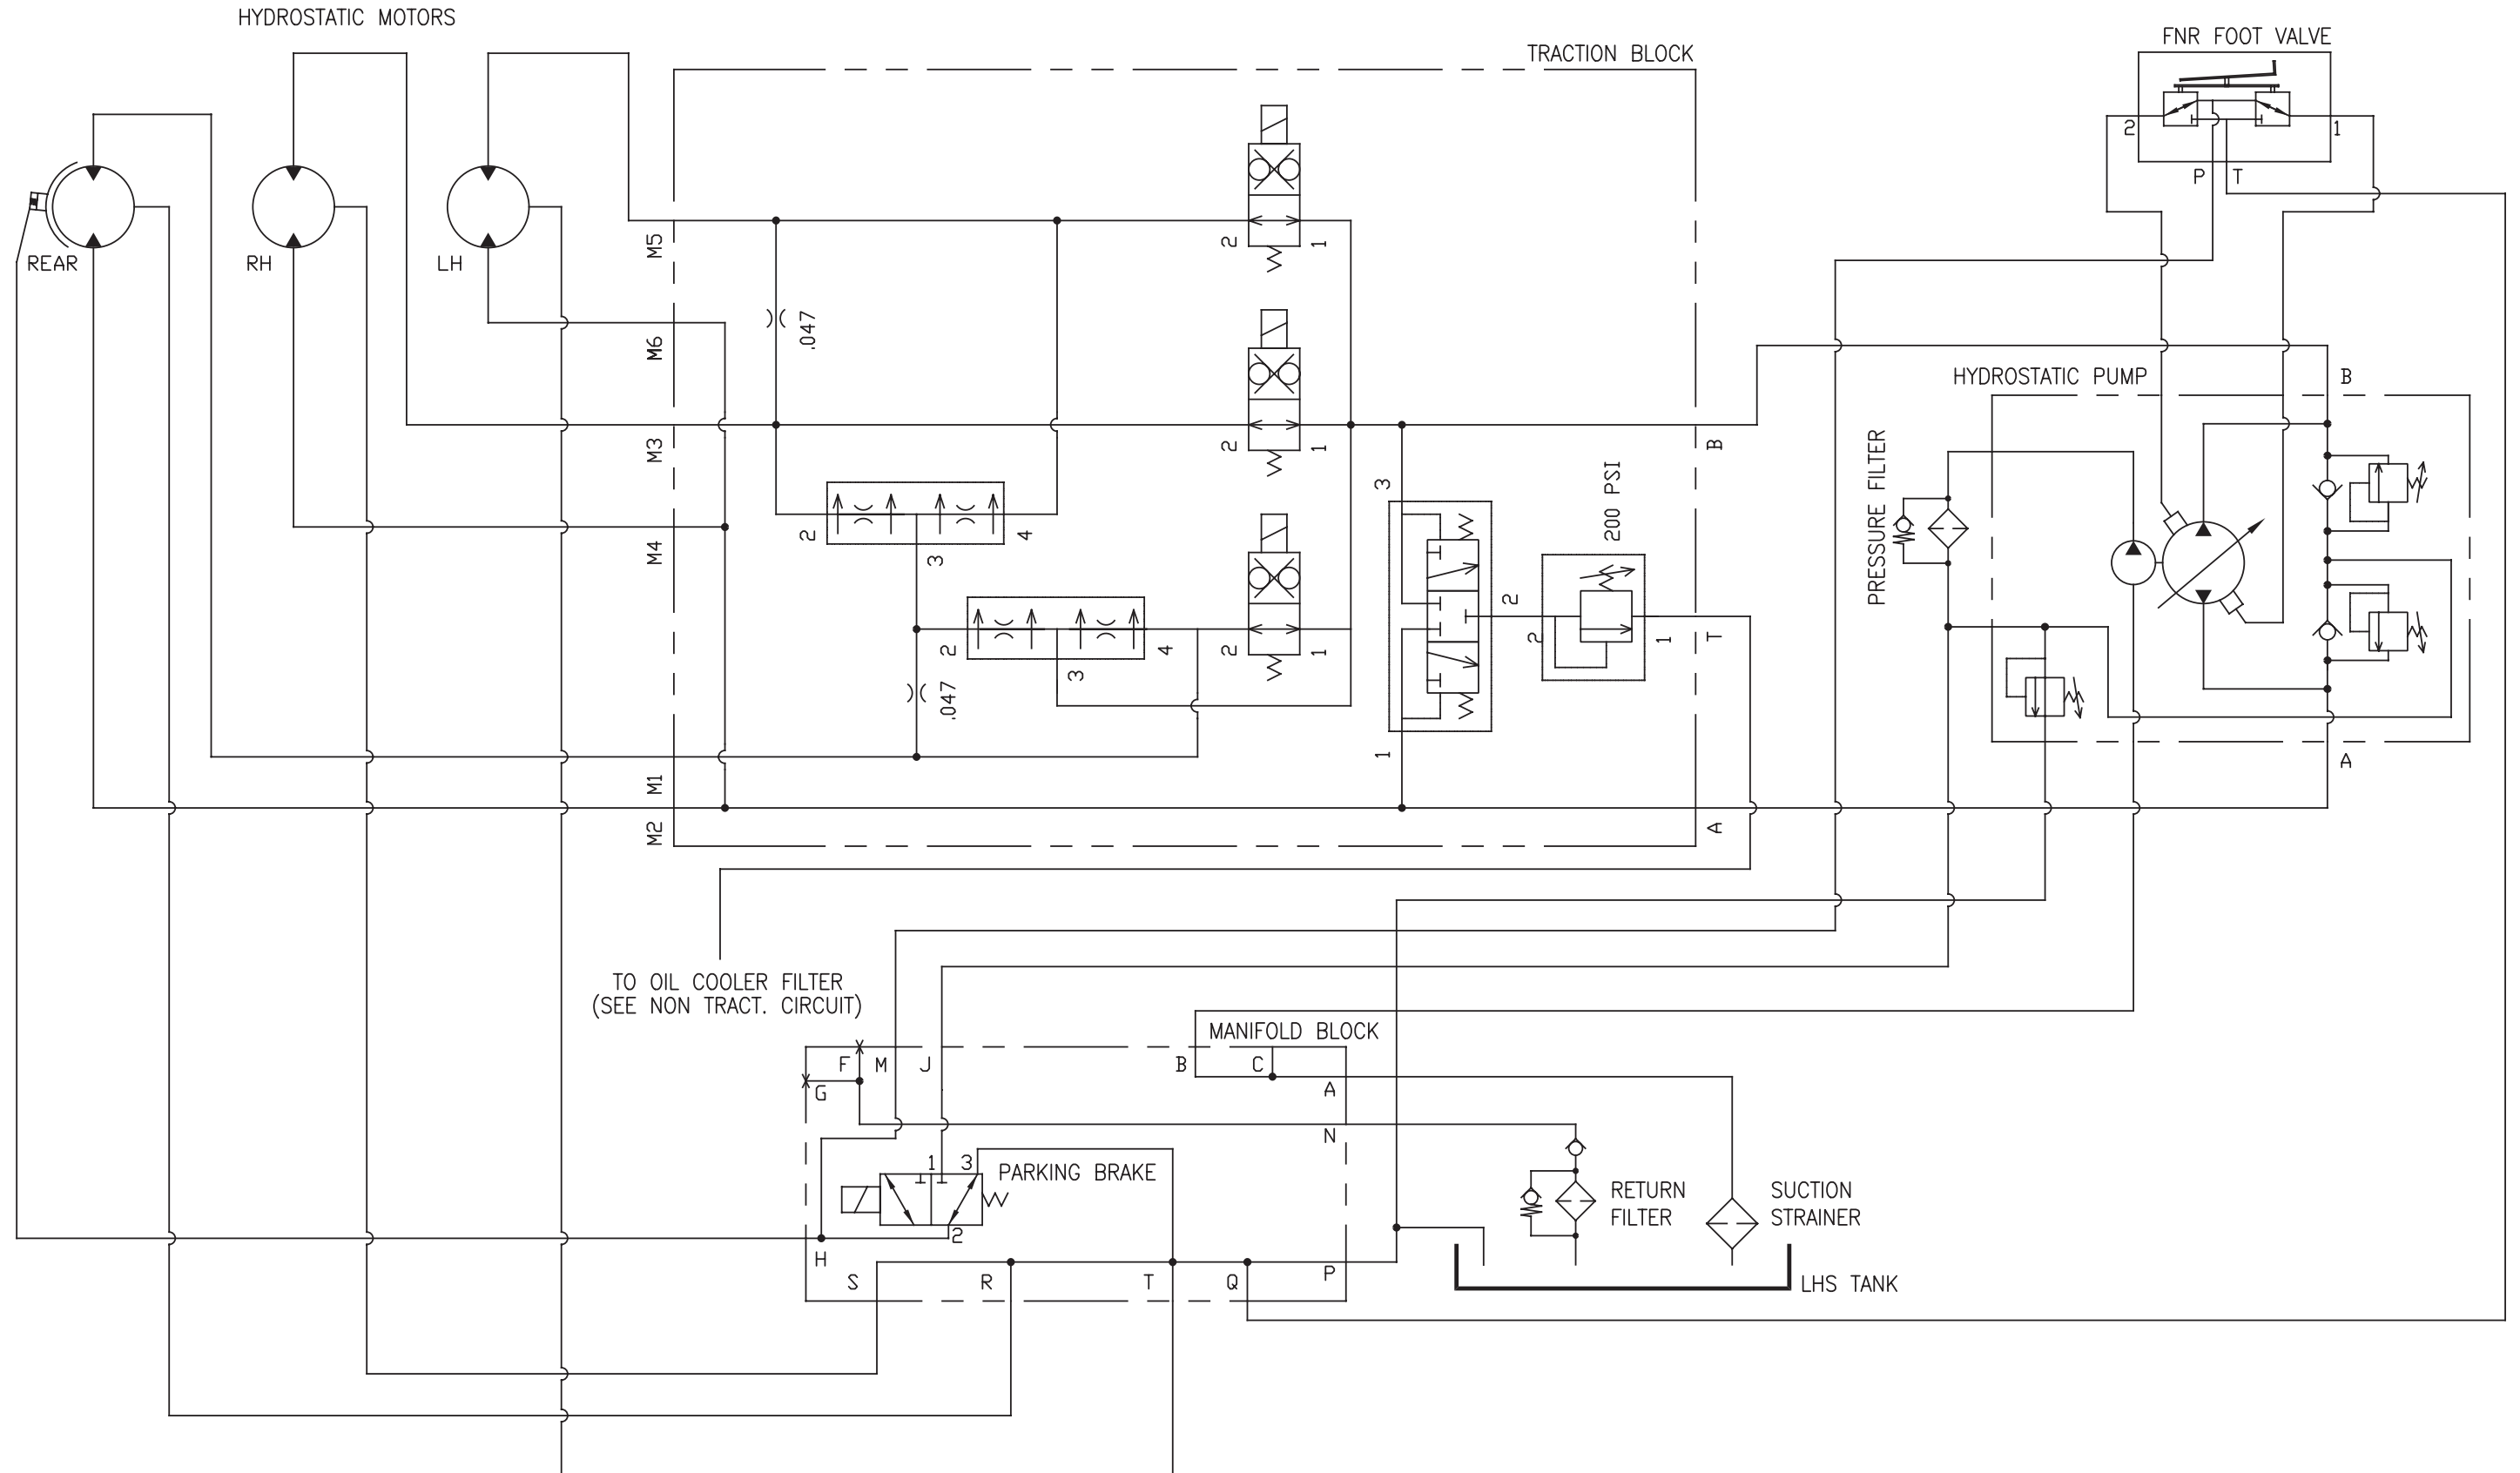 HYDROSTATIC MOTORS
FNR FOOT VALVE
TRACTION BLOCK
2
1
P
T
REAR
RH
LH
M5
2
1
.047
M6
HYDROSTATIC PUMP
B
M3
2
1
B
3
200 PSI
PRESSURE FILTER
2
4
3
M4
2
2
1
T
2
4
3
2
1
.047
M1
1
A
M2
A
TO OIL COOLER FILTER
(SEE NON TRACT. CIRCUIT)
MANIFOLD BLOCK
F
M
J
B
C
G
A
N
1
3
PARKING BRAKE
2
RETURN
FILTER
SUCTION
STRAINER
H
S
R
T
Q
P
LHS TANK